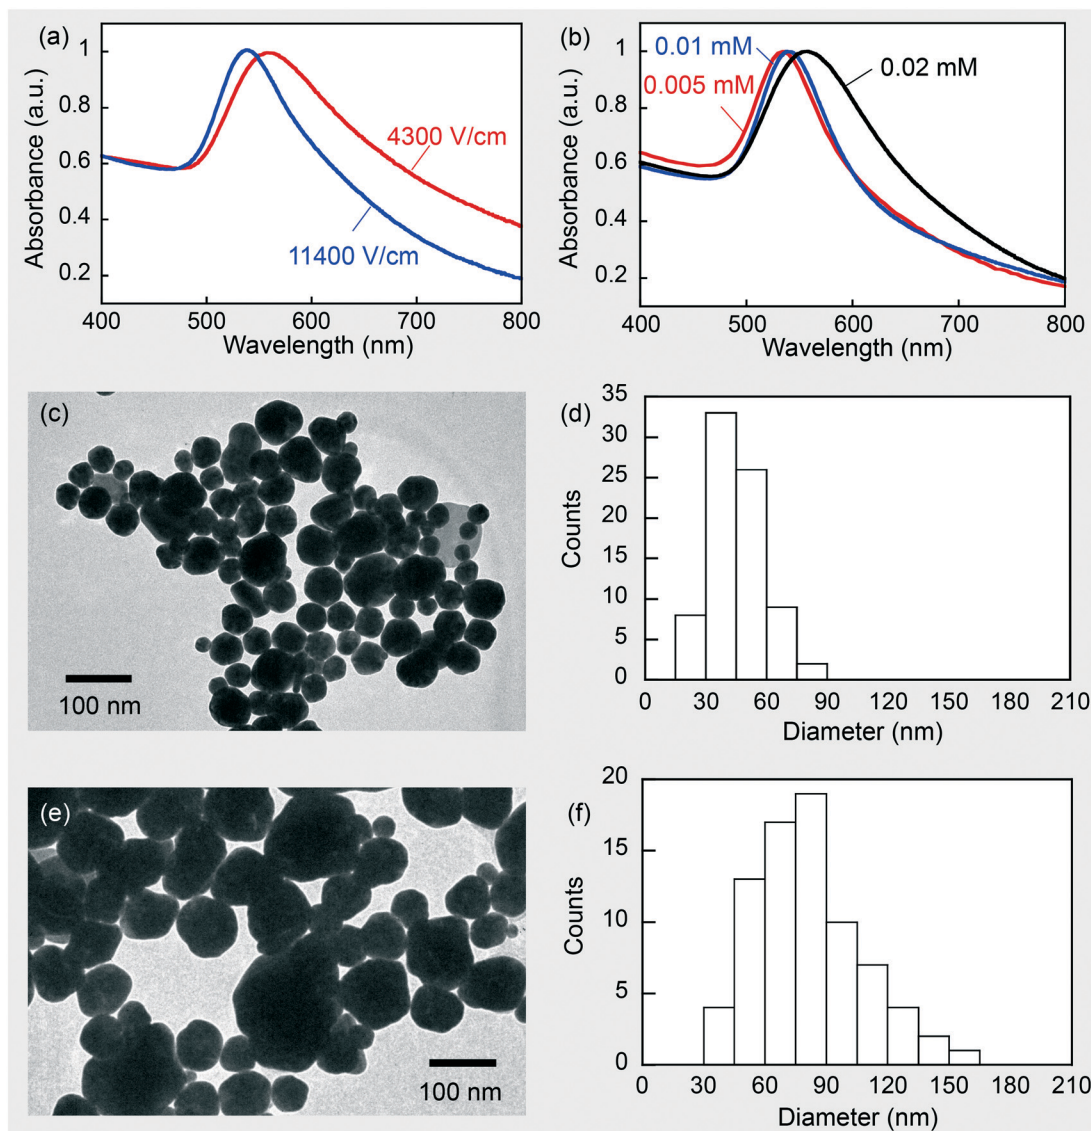 (a)
Absorbance (a.u.)
1
0.8
0.6
0.4
0.2
4300 V/cm
11400 V/cm
400 500 600 700 800
Wavelength (nm)
(b)
Absorbance (a.u.)
1
0.8
0.6
0.4
0.2
0.01 mM
0.005 mM
0.02 mM
400 500 600 700 800
Wavelength (nm)
(c)
100 nm
(d)
Counts
35
30
25
20
15
10
5
0
0 30 60 90 120 150 180 210
Diameter (nm)
(e)
100 nm
(f)
Counts
20
15
10
5
0
0 30 60 90 120 150 180 210
Diameter (nm)